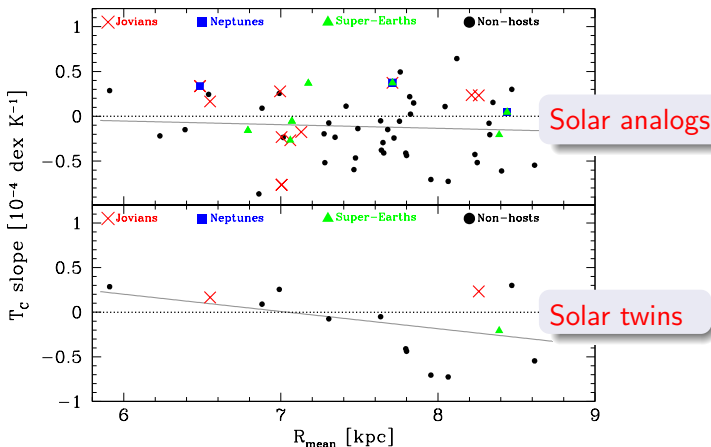 Jovians Neptunes Super-Earths Non-hosts
1
0.5
0
−0.5
Solar analogs
Jovians Neptunes Super-Earths Non-hosts
1
0.5
0
−0.5
−1
Solar twins
T_C slope [10⁻⁴ dex K⁻¹]
6 7 8 9
R_mean [kpc]